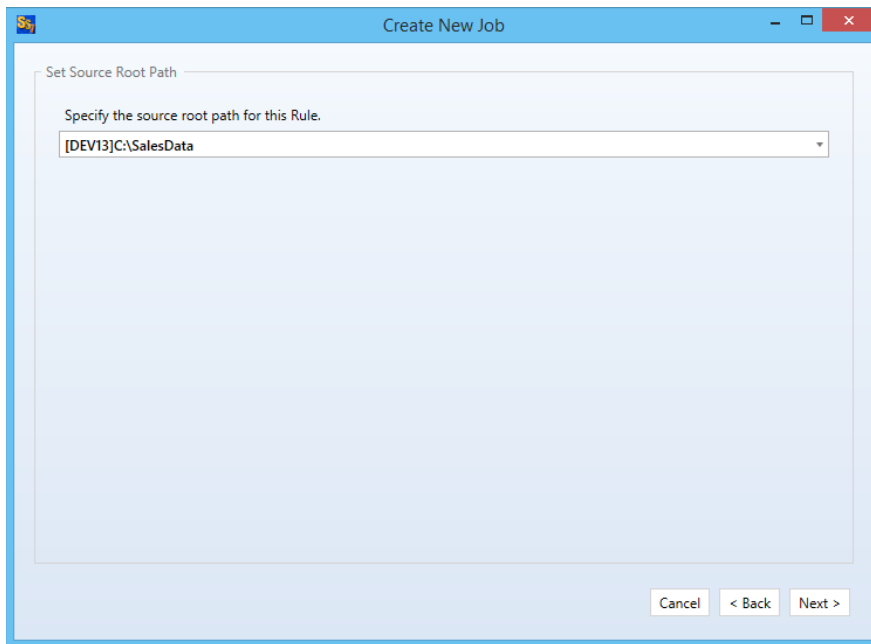 Create New Job
Set Source Root Path
Specify the source root path for this Rule.
[DEV13]C:\SalesData
Cancel
< Back
Next >